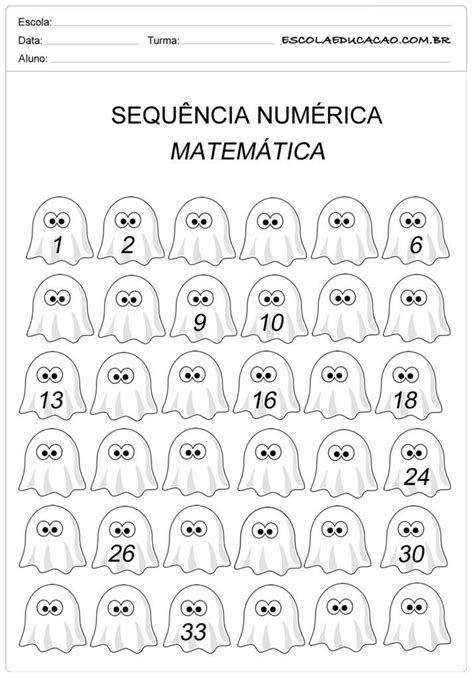 Escola:
Data: Turma: ESCOLAEDUCACAO.COM.BR
Aluno:
SEQUÊNCIA NUMÉRICA
MATEMÁTICA
1 2 6
9 10
13 16 18
24
26 30
33